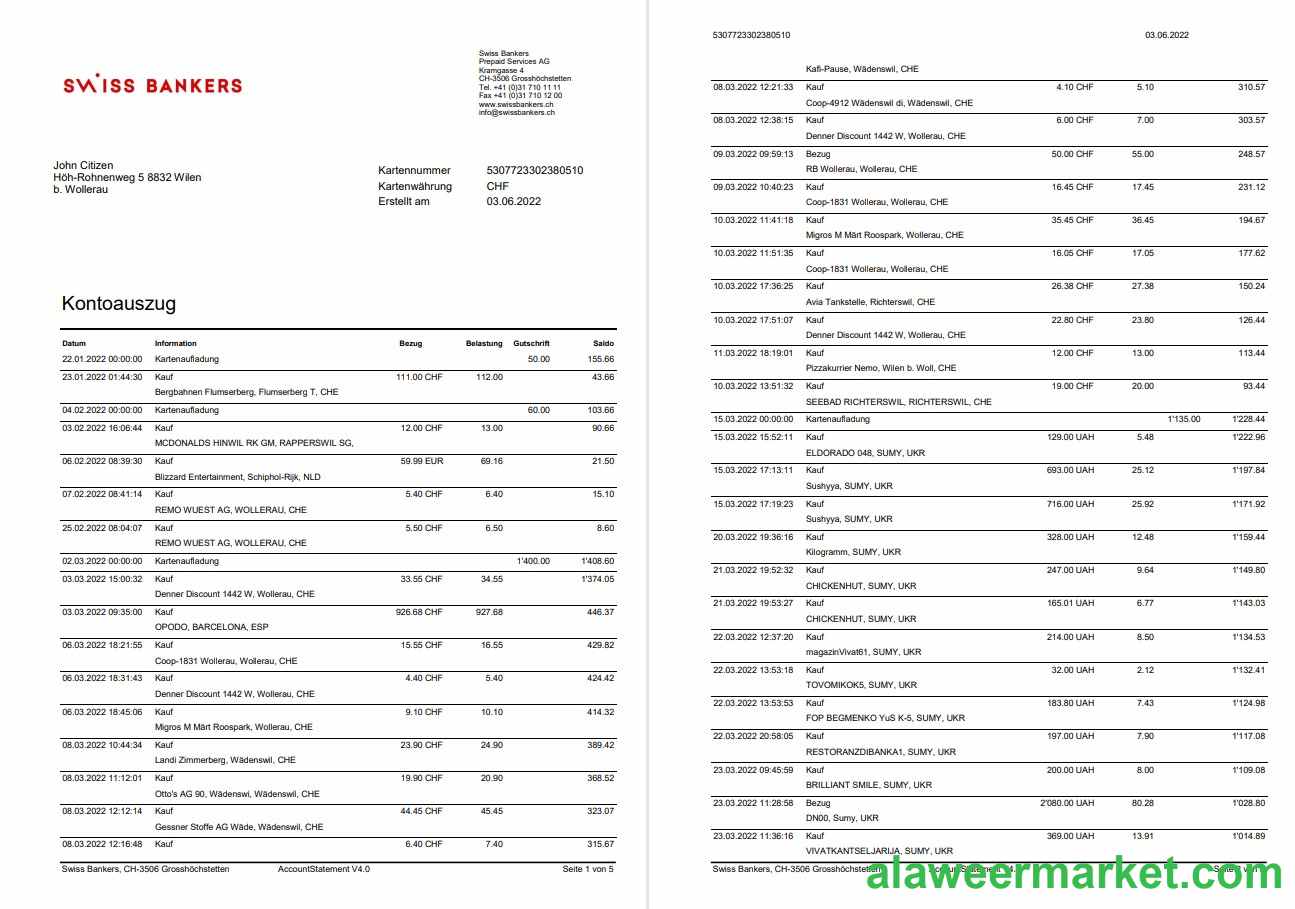 SWISS BANKERS
Swiss Bankers
Prepaid Services AG
Kramgasse 4
CH-3506 Grosshöchstetten
Tel. +41 (0)31 710 11 11
Fax +41 (0)31 710 12 00
www.swissbankers.ch
info@swissbankers.ch
John Citizen
Höh-Rohnenweg 5 8832 Wilen
b. Wollerau
Kartennummer 5307723302380510
Kartenwährung CHF
Erstellt am 03.06.2022
Kontoauszug
Datum Information Bezug Belastung Gutschrift Saldo
22.01.2022 00:00:00 Kartenaufladung 50.00 155.66
23.01.2022 01:44:30 Kauf 111.00 CHF 112.00 43.66
Bergbahnen Flumserberg, Flumserberg T, CHE
04.02.2022 00:00:00 Kartenaufladung 60.00 103.66
03.02.2022 16:06:44 Kauf 12.00 CHF 13.00 90.66
MCDONALDS HINWIL RK GM, RAPPERSWIL SG,
06.02.2022 08:39:30 Kauf 59.99 EUR 69.16 21.50
Blizzard Entertainment, Schiphol-Rijk, NLD
07.02.2022 08:41:14 Kauf 5.40 CHF 6.40 15.10
REMO WUEST AG, WOLLERAU, CHE
25.02.2022 08:04:07 Kauf 5.50 CHF 6.50 8.60
REMO WUEST AG, WOLLERAU, CHE
02.03.2022 00:00:00 Kartenaufladung 1'400.00 1'408.60
03.03.2022 15:00:32 Kauf 33.55 CHF 34.55 1'374.05
Denner Discount 1442 W, Wollerau, CHE
03.03.2022 09:35:00 Kauf 926.68 CHF 927.68 446.37
OPODO, BARCELONA, ESP
06.03.2022 18:21:55 Kauf 15.55 CHF 16.55 429.82
Coop-1831 Wollerau, Wollerau, CHE
06.03.2022 18:31:43 Kauf 4.40 CHF 5.40 424.42
Denner Discount 1442 W, Wollerau, CHE
06.03.2022 18:45:06 Kauf 9.10 CHF 10.10 414.32
Migros M Märt Roospark, Wollerau, CHE
08.03.2022 10:44:34 Kauf 23.90 CHF 24.90 389.42
Landi Zimmerberg, Wädenswil, CHE
08.03.2022 11:12:01 Kauf 19.90 CHF 20.90 368.52
Otto's AG 90, Wädenswi, Wädenswil, CHE
08.03.2022 12:12:14 Kauf 44.45 CHF 45.45 323.07
Gessner Stoffe AG Wäde, Wädenswil, CHE
08.03.2022 12:16:48 Kauf 6.40 CHF 7.40 315.67
Swiss Bankers, CH-3506 Grosshöchstetten AccountStatement V4.0 Seite 1 von 5
5307723302380510 03.06.2022
Kafi-Pause, Wädenswil, CHE
08.03.2022 12:21:33 Kauf 4.10 CHF 5.10 310.57
Coop-4912 Wädenswil di, Wädenswil, CHE
08.03.2022 12:38:15 Kauf 6.00 CHF 7.00 303.57
Denner Discount 1442 W, Wollerau, CHE
09.03.2022 09:59:13 Bezug 50.00 CHF 55.00 248.57
RB Wollerau, Wollerau, CHE
09.03.2022 10:40:23 Kauf 16.45 CHF 17.45 231.12
Coop-1831 Wollerau, Wollerau, CHE
10.03.2022 11:41:18 Kauf 35.45 CHF 36.45 194.67
Migros M Märt Roospark, Wollerau, CHE
10.03.2022 11:51:35 Kauf 16.05 CHF 17.05 177.62
Coop-1831 Wollerau, Wollerau, CHE
10.03.2022 17:36:25 Kauf 26.38 CHF 27.38 150.24
Avia Tankstelle, Richterswil, CHE
10.03.2022 17:51:07 Kauf 22.80 CHF 23.80 126.44
Denner Discount 1442 W, Wollerau, CHE
11.03.2022 18:19:01 Kauf 12.00 CHF 13.00 113.44
Pizzakurrier Nemo, Wilen b. Woll, CHE
10.03.2022 13:51:32 Kauf 19.00 CHF 20.00 93.44
SEEBAD RICHTERSWIL, RICHTERSWIL, CHE
15.03.2022 00:00:00 Kartenaufladung 1'135.00 1'228.44
15.03.2022 15:52:11 Kauf 129.00 UAH 5.48 1'222.96
ELDORADO 048, SUMY, UKR
15.03.2022 17:13:11 Kauf 693.00 UAH 25.12 1'197.84
Sushyya, SUMY, UKR
15.03.2022 17:19:23 Kauf 716.00 UAH 25.92 1'171.92
Sushyya, SUMY, UKR
20.03.2022 19:36:16 Kauf 328.00 UAH 12.48 1'159.44
Kilogramm, SUMY, UKR
21.03.2022 19:52:32 Kauf 247.00 UAH 9.64 1'149.80
CHICKENHUT, SUMY, UKR
21.03.2022 19:53:27 Kauf 165.01 UAH 6.77 1'143.03
CHICKENHUT, SUMY, UKR
22.03.2022 12:37:20 Kauf 214.00 UAH 8.50 1'134.53
magazinVivat61, SUMY, UKR
22.03.2022 13:53:18 Kauf 32.00 UAH 2.12 1'132.41
TOVOMIKOK5, SUMY, UKR
22.03.2022 13:53:53 Kauf 183.80 UAH 7.43 1'124.98
FOP BEGMENKO YuS K-5, SUMY, UKR
22.03.2022 20:58:05 Kauf 197.00 UAH 7.90 1'117.08
RESTORANZDIBANKA1, SUMY, UKR
23.03.2022 09:45:59 Kauf 200.00 UAH 8.00 1'109.08
BRILLIANT SMILE, SUMY, UKR
23.03.2022 11:28:58 Bezug 2'080.00 UAH 80.28 1'028.80
DN00, Sumy, UKR
23.03.2022 11:36:16 Kauf 369.00 UAH 13.91 1'014.89
VIVATKANTSELJARIJA, SUMY, UKR
Swiss Bankers, CH-3506 Grosshöchstetten
alaweermarket.com